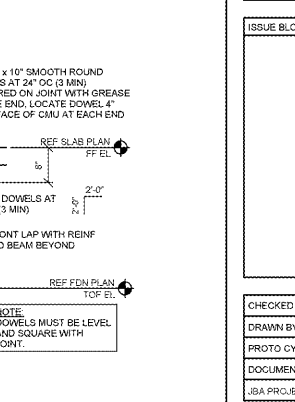 x 10" SMOOTH ROUND
S AT 24" OC (3 MIN)
RED ON JOINT WITH GREASE
E END, LOCATE DOWEL 4"
FACE OF CMU AT EACH END
REF SLAB PLAN
FF EL
8"
DOWELS AT
(3 MIN)
2'-0"
2'-0"
ONT LAP WITH REINF
D BEAM BEYOND
REF FDN PLAN
TOF EL
NOTE:
DOWELS MUST BE LEVEL
AND SQUARE WITH
JOINT.
ISSUE BLO
CHECKED
DRAWN BY
PROTO CY
DOCUMEN
JBA PROJE